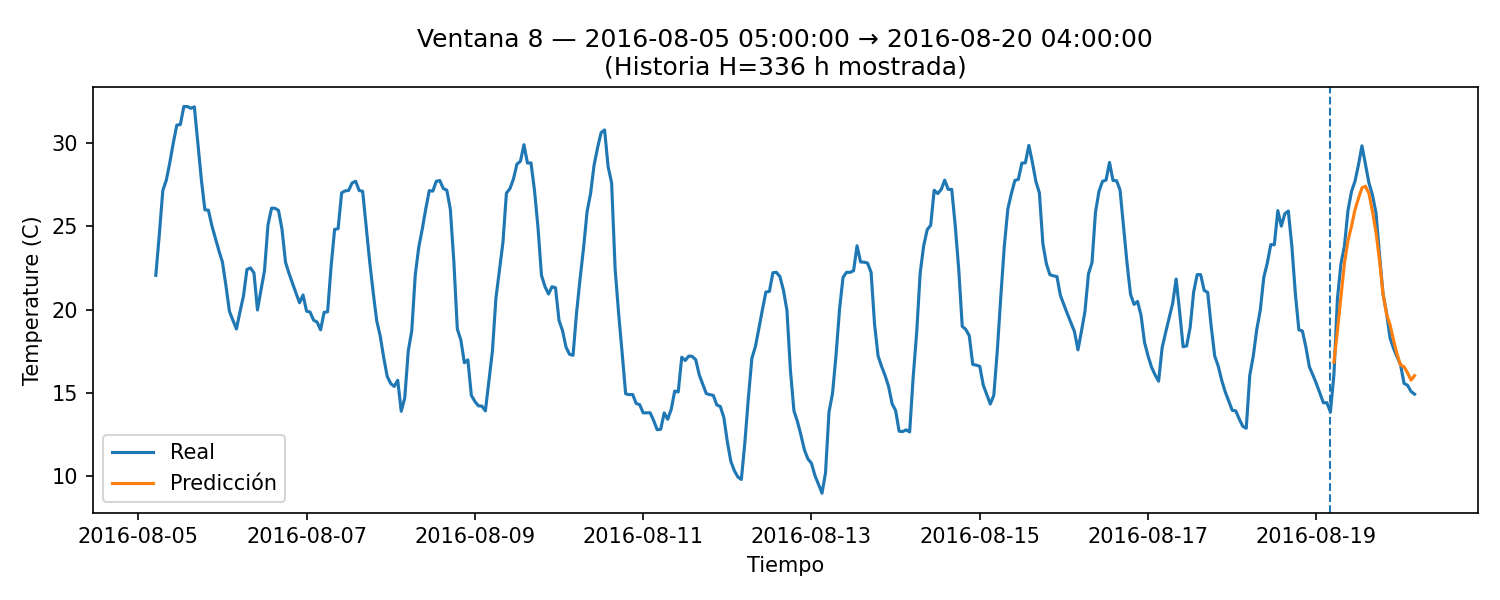 Ventana 8 — 2016-08-05 05:00:00 → 2016-08-20 04:00:00
(Historia H=336 h mostrada)
Temperature (C)
30
25
20
15
10
Real
Predicción
2016-08-05 2016-08-07 2016-08-09 2016-08-11 2016-08-13 2016-08-15 2016-08-17 2016-08-19
Tiempo